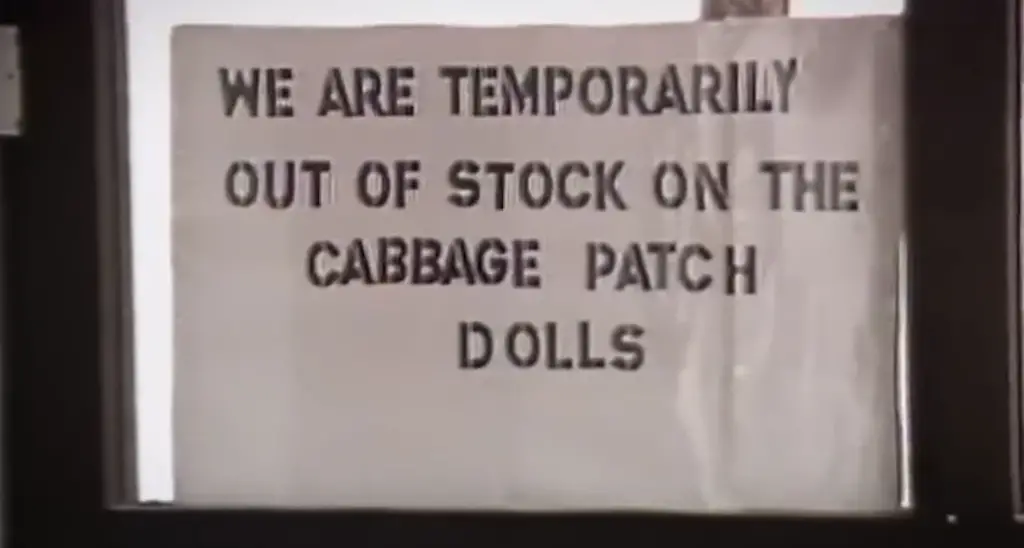 WE ARE TEMPORARILY
OUT OF STOCK ON THE
CABBAGE PATCH
DOLLS